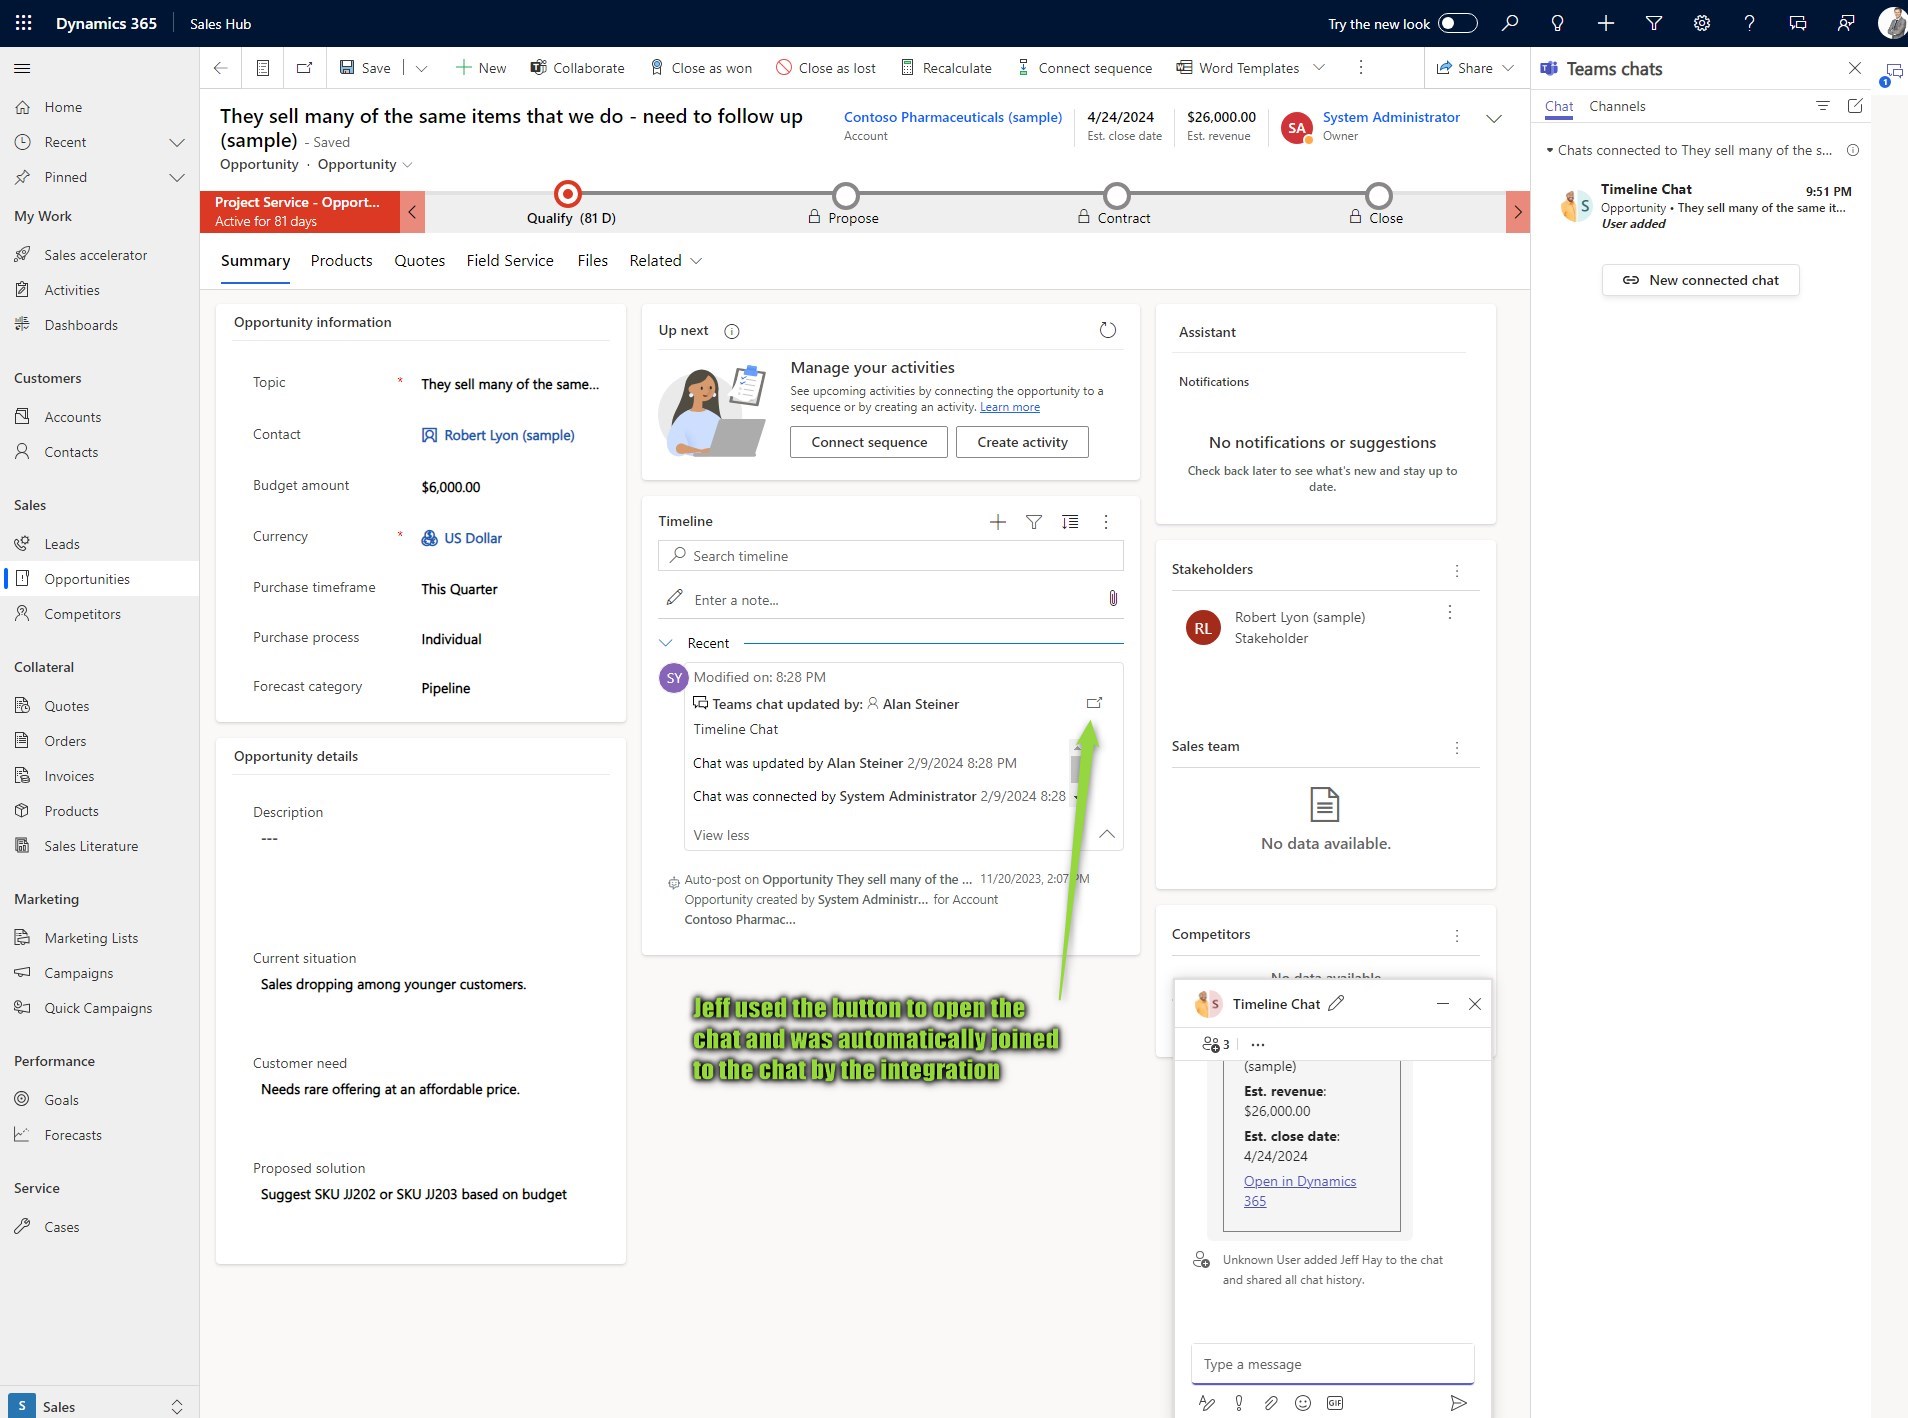 Dynamics 365
Sales Hub
Try the new look
Home
Recent
Pinned
My Work
Sales accelerator
Activities
Dashboards
Customers
Accounts
Contacts
Sales
Leads
Opportunities
Competitors
Collateral
Quotes
Orders
Invoices
Products
Sales Literature
Marketing
Marketing Lists
Campaigns
Quick Campaigns
Performance
Goals
Forecasts
Service
Cases
S Sales
Save
New
Collaborate
Close as won
Close as lost
Recalculate
Connect sequence
Word Templates
Share
They sell many of the same items that we do - need to follow up
(sample) - Saved
Opportunity · Opportunity
Contoso Pharmaceuticals (sample)
Account
4/24/2024
Est. close date
$26,000.00
Est. revenue
SA
System Administrator
Owner
Project Service - Opport...
Active for 81 days
Qualify (81 D)
Propose
Contract
Close
Summary
Products
Quotes
Field Service
Files
Related
Opportunity information
Topic * They sell many of the same...
Contact Robert Lyon (sample)
Budget amount $6,000.00
Currency * US Dollar
Purchase timeframe This Quarter
Purchase process Individual
Forecast category Pipeline
Opportunity details
Description
---
Current situation
Sales dropping among younger customers.
Customer need
Needs rare offering at an affordable price.
Proposed solution
Suggest SKU JJ202 or SKU JJ203 based on budget
Up next
Manage your activities
See upcoming activities by connecting the opportunity to a
sequence or by creating an activity. Learn more
Connect sequence
Create activity
Timeline
Search timeline
Enter a note...
Recent
SY
Modified on: 8:28 PM
Teams chat updated by: Alan Steiner
Timeline Chat
Chat was updated by Alan Steiner 2/9/2024 8:28 PM
Chat was connected by System Administrator 2/9/2024 8:28
View less
Auto-post on Opportunity They sell many of the ... 11/20/2023, 2:07 PM
Opportunity created by System Administr... for Account
Contoso Pharmac...
Jeff used the button to open the
chat and was automatically joined
to the chat by the integration
Assistant
Notifications
No notifications or suggestions
Check back later to see what's new and stay up to
date.
Stakeholders
RL
Robert Lyon (sample)
Stakeholder
Sales team
No data available.
Competitors
No data available
S Timeline Chat
3
...
(sample)
Est. revenue:
$26,000.00
Est. close date:
4/24/2024
Open in Dynamics
365
Unknown User added Jeff Hay to the chat
and shared all chat history.
Type a message
GIF
Teams chats
1
Chat
Channels
Chats connected to They sell many of the s...
S
Timeline Chat 9:51 PM
Opportunity • They sell many of the same it...
User added
New connected chat